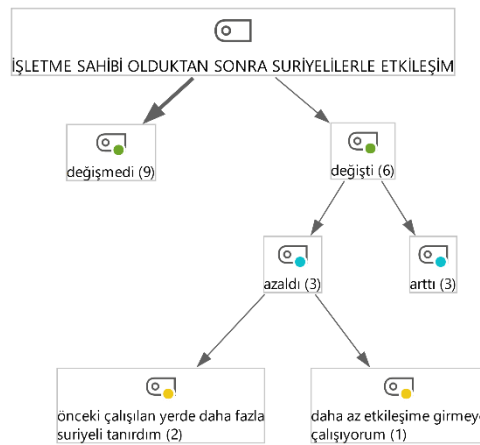 İŞLETME SAHİBİ OLDUKTAN SONRA SURİYELİLERLE ETKİLEŞİM
değişmedi (9)
değişti (6)
azaldı (3)
arttı (3)
önceki çalışılan yerde daha fazla
suriyeli tanırdım (2)
daha az etkileşime girmeye
çalışıyorum (1)